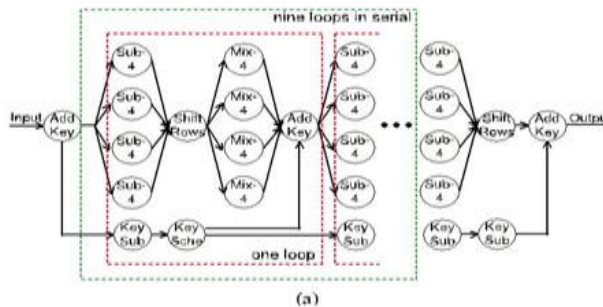 nine loops in serial
Sub-4 Mix-4 Sub-4 Sub-4
Sub-4 Mix-4 Sub-4 Sub-4
Input Add Key Shift Rows Add Key ••• Shift Rows Add Key Output
Sub-4 Mix-4 Sub-4 Sub-4
Sub-4 Mix-4 Sub-4 Sub-4
Key Sub Key Sche Key Sub Key Sub Key Sub
one loop
(a)